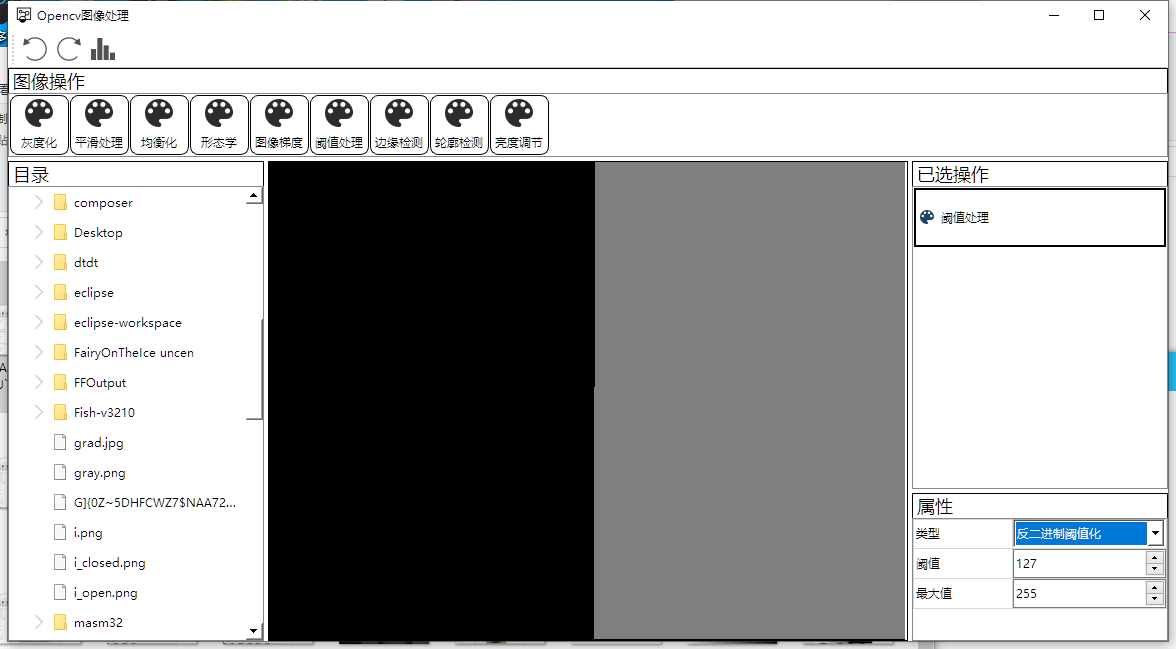 Opencv图像处理
图像操作
灰度化 平滑处理 均衡化 形态学 图像梯度 阈值处理 边缘检测 轮廓检测 亮度调节
目录
composer
Desktop
dtdt
eclipse
eclipse-workspace
FairyOnTheIce uncen
FFOutput
Fish-v3210
grad.jpg
gray.png
G]{0Z~5DHFCWZ7$NAA72...
i.png
i_closed.png
i_open.png
masm32
已选操作
阈值处理
属性
类型 反二进制阈值化
阈值 127
最大值 255